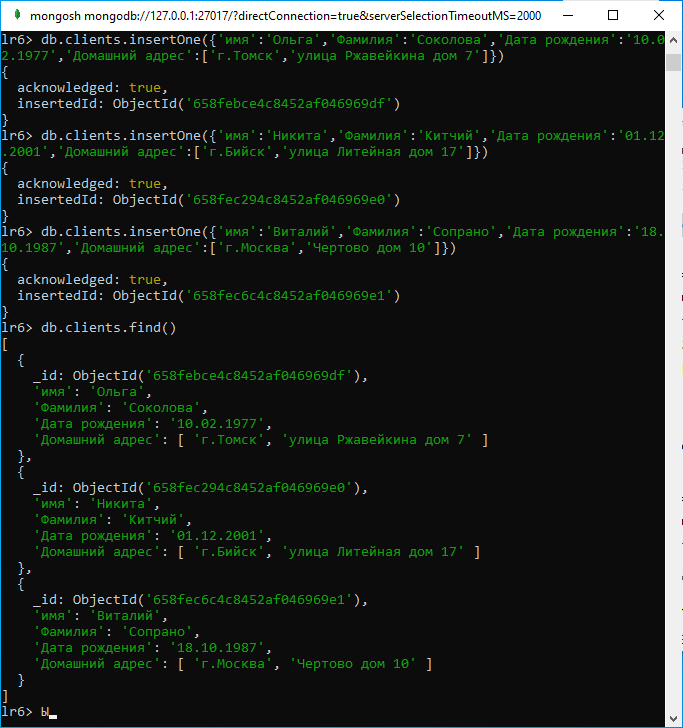 mongosh mongodb://127.0.0.1:27017/?directConnection=true&serverSelectionTimeoutMS=2000
lr6> db.clients.insertOne({'имя':'Ольга','Фамилия':'Соколова','Дата рождения':'10.0
2.1977','Домашний адрес':['г.Томск','улица Ржавейкина дом 7']})
{
  acknowledged: true,
  insertedId: ObjectId('658febce4c8452af046969df')
}
lr6> db.clients.insertOne({'имя':'Никита','Фамилия':'Китчий','Дата рождения':'01.12
.2001','Домашний адрес':['г.Бийск','улица Литейная дом 17']})
{
  acknowledged: true,
  insertedId: ObjectId('658fec294c8452af046969e0')
}
lr6> db.clients.insertOne({'имя':'Виталий','Фамилия':'Сопрано','Дата рождения':'18.
10.1987','Домашний адрес':['г.Москва','Чертово дом 10']})
{
  acknowledged: true,
  insertedId: ObjectId('658fec6c4c8452af046969e1')
}
lr6> db.clients.find()
[
  {
    _id: ObjectId('658febce4c8452af046969df'),
    'имя': 'Ольга',
    'Фамилия': 'Соколова',
    'Дата рождения': '10.02.1977',
    'Домашний адрес': [ 'г.Томск', 'улица Ржавейкина дом 7' ]
  },
  {
    _id: ObjectId('658fec294c8452af046969e0'),
    'имя': 'Никита',
    'Фамилия': 'Китчий',
    'Дата рождения': '01.12.2001',
    'Домашний адрес': [ 'г.Бийск', 'улица Литейная дом 17' ]
  },
  {
    _id: ObjectId('658fec6c4c8452af046969e1'),
    'имя': 'Виталий',
    'Фамилия': 'Сопрано',
    'Дата рождения': '18.10.1987',
    'Домашний адрес': [ 'г.Москва', 'Чертово дом 10' ]
  }
]
lr6> Ы